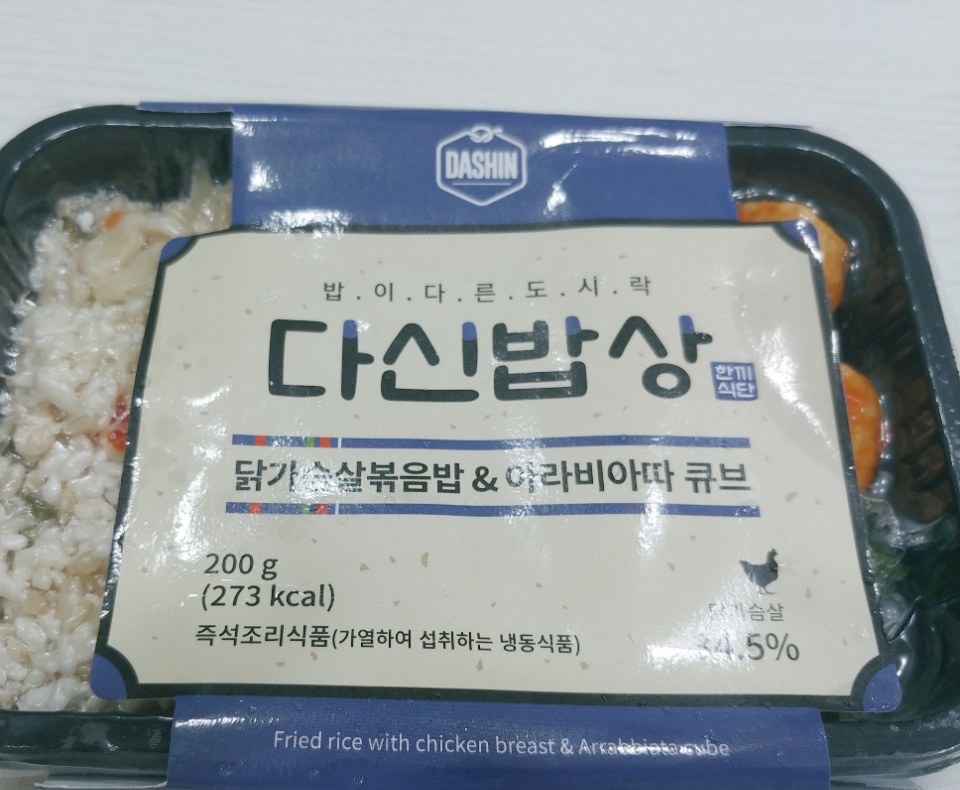 DASHIN
밥.이.다.른.도.시.락
다신밥상
한끼
식단
닭가슴살볶음밥 & 아라비아따 큐브
200 g
(273 kcal)
즉석조리식품(가열하여 섭취하는 냉동식품)
닭가슴살
34.5%
Fried rice with chicken breast & Arrabbiata cube